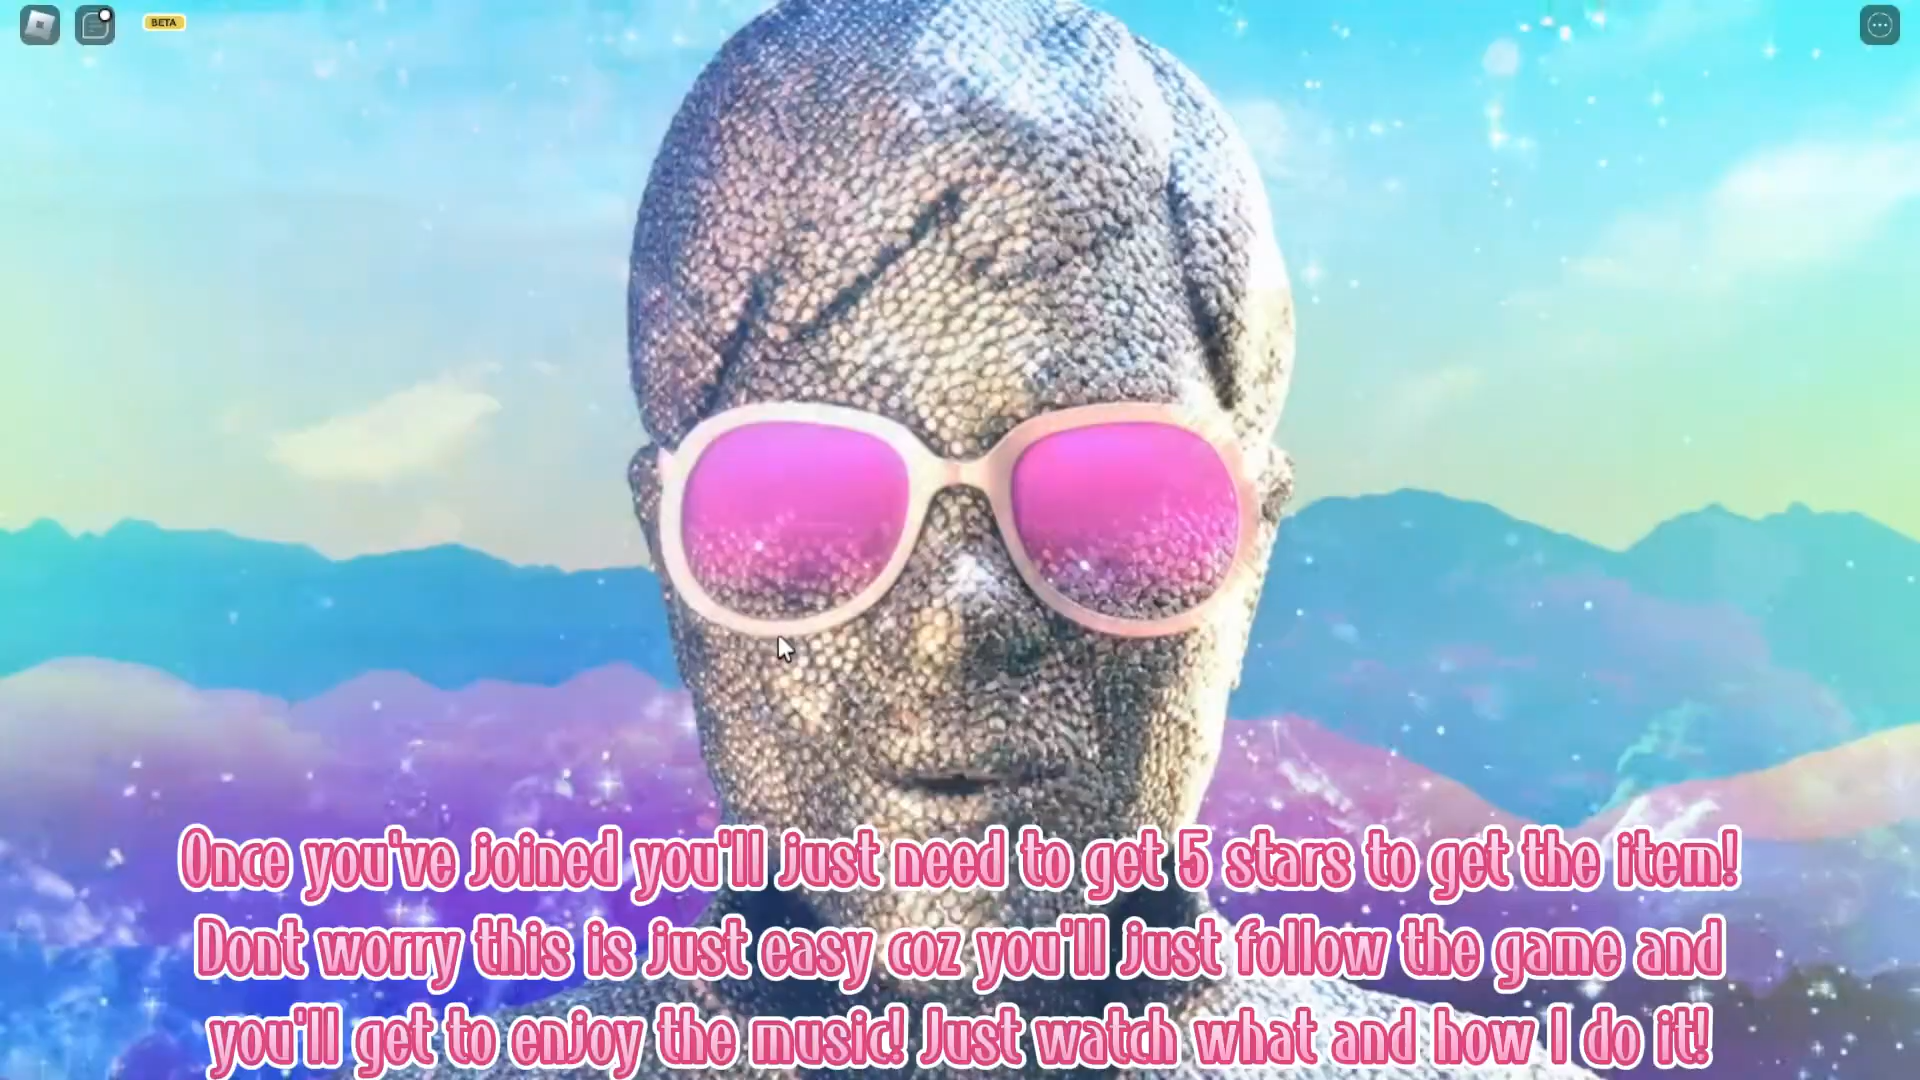 BETA
Once you've joined you'll just need to get 5 stars to get the item!
Dont worry this is just easy coz you'll just follow the game and
you'll get to enjoy the music! Just watch what and how I do it!